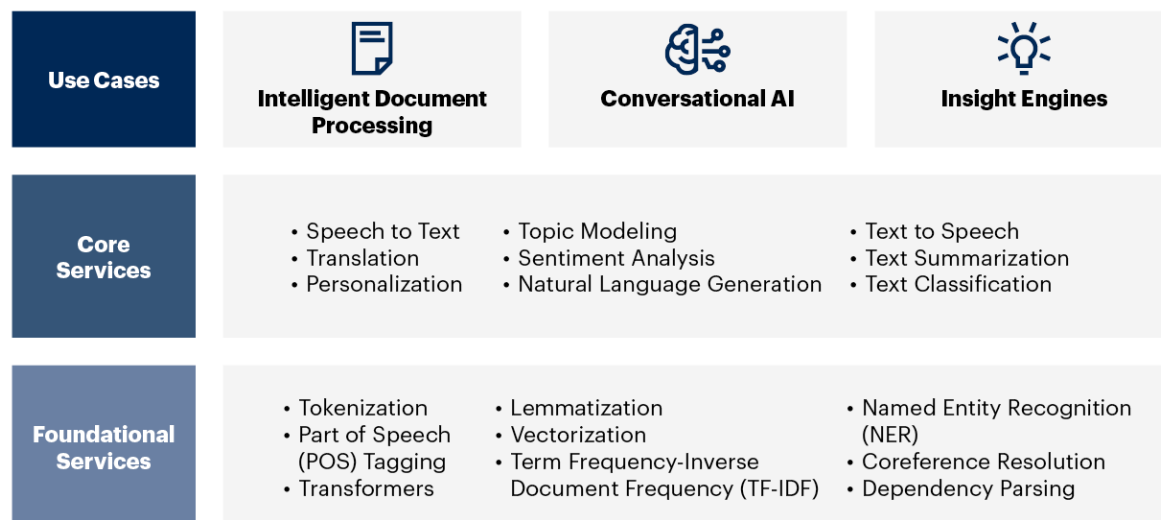 Use Cases
Intelligent Document
Processing
Conversational AI
Insight Engines
Core
Services
• Speech to Text
• Translation
• Personalization
• Topic Modeling
• Sentiment Analysis
• Natural Language Generation
• Text to Speech
• Text Summarization
• Text Classification
Foundational
Services
• Tokenization
• Part of Speech
(POS) Tagging
• Transformers
• Lemmatization
• Vectorization
• Term Frequency-Inverse
Document Frequency (TF-IDF)
• Named Entity Recognition
(NER)
• Coreference Resolution
• Dependency Parsing